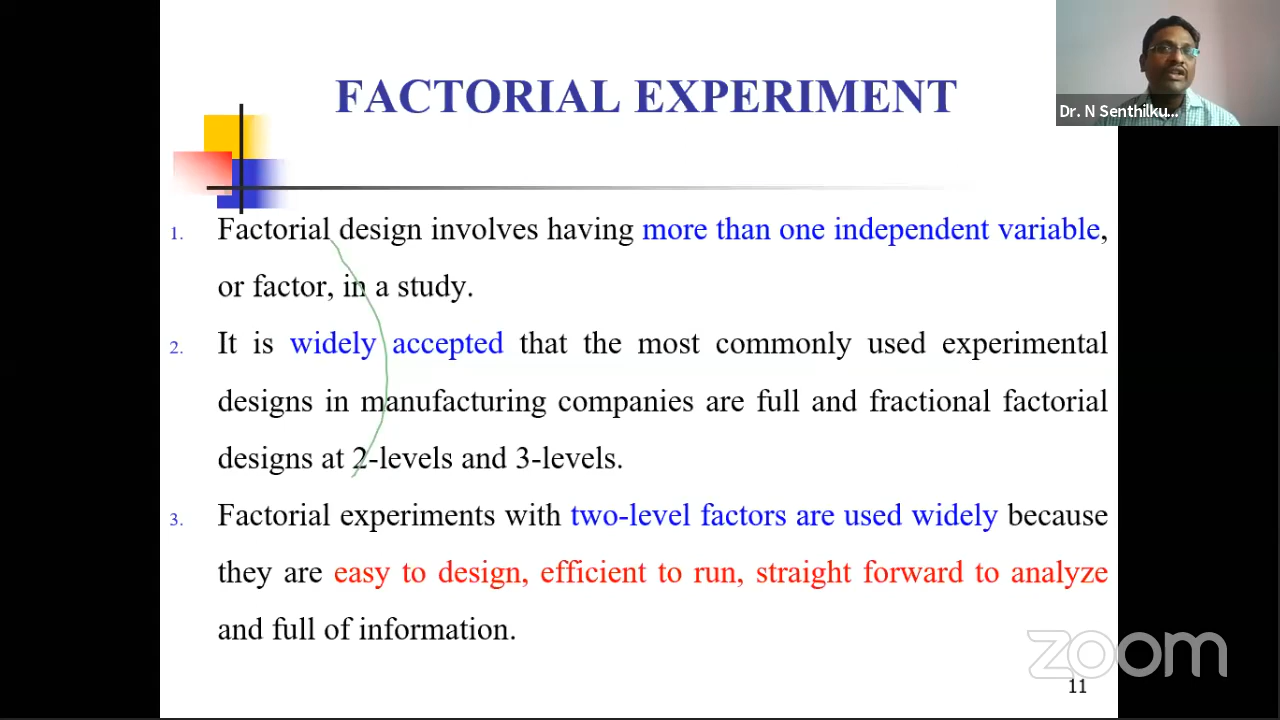 FACTORIAL EXPERIMENT
Dr. N Senthilku...
1. Factorial design involves having more than one independent variable,
or factor, in a study.
2. It is widely accepted that the most commonly used experimental
designs in manufacturing companies are full and fractional factorial
designs at 2-levels and 3-levels.
3. Factorial experiments with two-level factors are used widely because
they are easy to design, efficient to run, straight forward to analyze
and full of information.
zoom
11